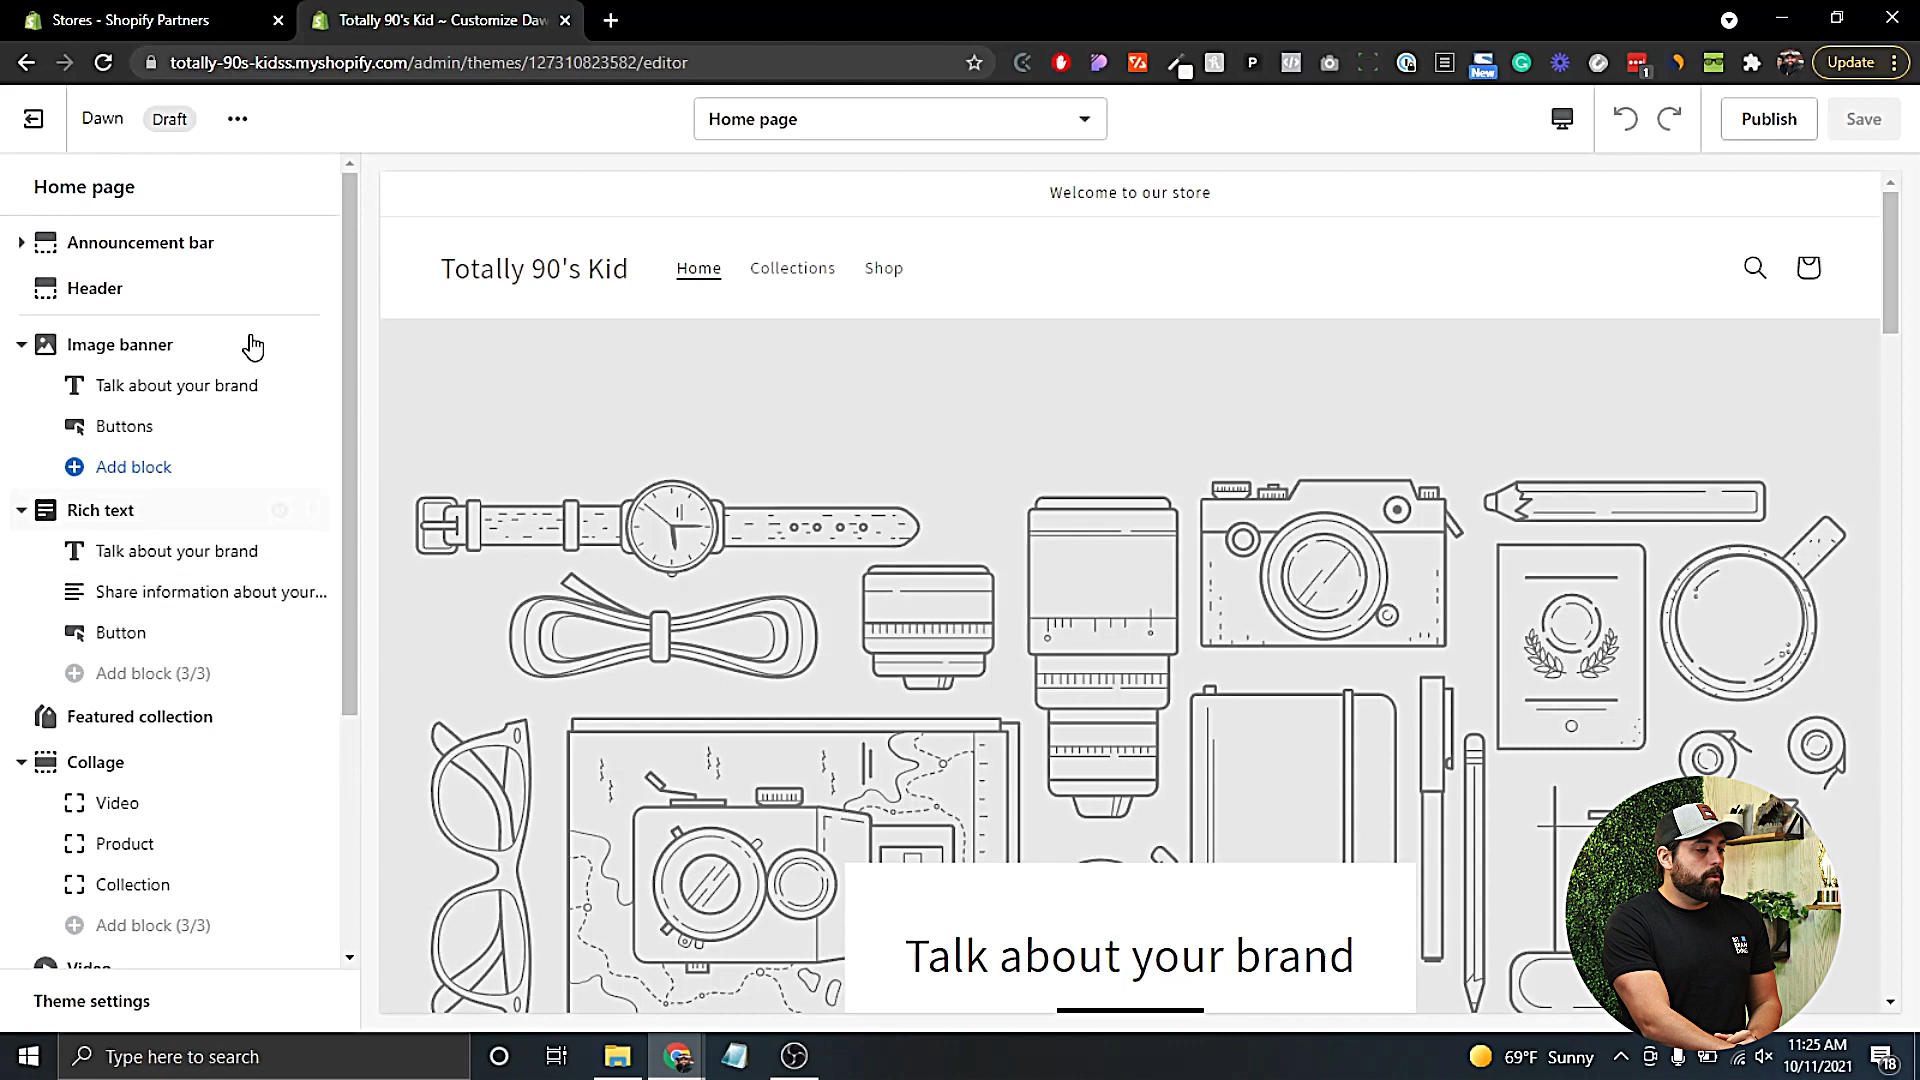 Stores - Shopify Partners
Totally 90's Kid ~ Customize Daw
totally-90s-kidss.myshopify.com/admin/themes/127310823582/editor
P
New
1
Update
Dawn
Draft
Home page
Publish
Save
Home page
Announcement bar
Header
Image banner
Talk about your brand
Buttons
Add block
Rich text
Talk about your brand
Share information about your...
Button
Add block (3/3)
Featured collection
Collage
Video
Product
Collection
Add block (3/3)
Video
Theme settings
Welcome to our store
Totally 90's Kid
Home
Collections
Shop
Talk about your brand
Type here to search
69°F Sunny
11:25 AM
10/11/2021
18